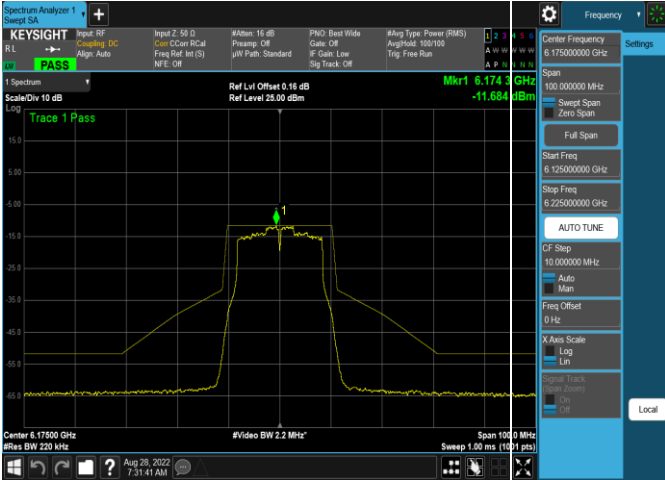 Spectrum Analyzer 1
Swept SA
+
Frequency
KEYSIGHT
R L
LW
PASS
Input: RF
Coupling: DC
Align: Auto
Input Z: 50 Ω
Corr CCorr RCal
Freq Ref: Int (S)
NFE: Off
#Atten: 16 dB
Preamp: Off
µW Path: Standard
PNO: Best Wide
Gate: Off
IF Gain: Low
Sig Track: Off
#Avg Type: Power (RMS)
Avg|Hold: 100/100
Trig: Free Run
1 2 3 4 5 6
A W W W W W
A P N N N N
1 Spectrum
Scale/Div 10 dB
Log
Ref Lvl Offset 0.16 dB
Ref Level 25.00 dBm
Mkr1 6.174 3 GHz
-11.684 dBm
Trace 1 Pass
15.0
5.00
-5.00
-15.0
-25.0
-35.0
-45.0
-55.0
-65.0
1
Center 6.17500 GHz
#Res BW 220 kHz
#Video BW 2.2 MHz*
Span 100.0 MHz
Sweep 1.00 ms (1001 pts)
?
Aug 28, 2022
7:31:41 AM
Center Frequency
6.175000000 GHz
Span
100.000000 MHz
Swept Span
Zero Span
Full Span
Start Freq
6.125000000 GHz
Stop Freq
6.225000000 GHz
AUTO TUNE
CF Step
10.000000 MHz
Auto
Man
Freq Offset
0 Hz
X Axis Scale
Log
Lin
Signal Track
(Span Zoom)
On
Off
Settings
Local